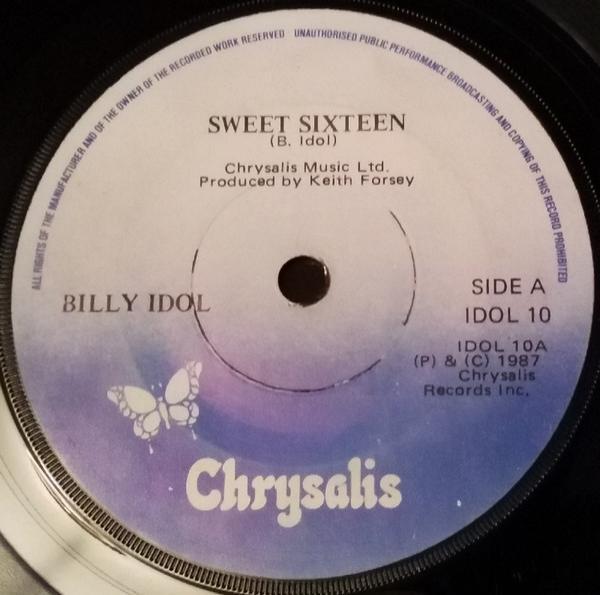 ALL RIGHTS OF THE MANUFACTURER AND OF THE OWNER OF THE RECORDED WORK RESERVED UNAUTHORISED PUBLIC PERFORMANCE BROADCASTING AND COPYING OF THIS RECORD PROHIBITED
SWEET SIXTEEN
(B. Idol)
Chrysalis Music Ltd.
Produced by Keith Forsey
BILLY IDOL
SIDE A
IDOL 10
IDOL 10A
(P) & (C) 1987
Chrysalis
Records Inc.
Chrysalis